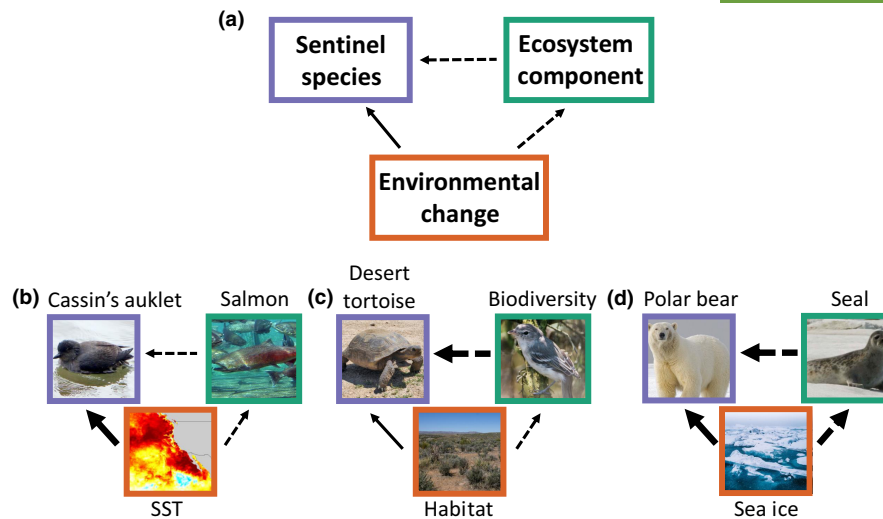 (a)
Sentinel
species
Ecosystem
component
Environmental
change
(b)
Cassin's auklet
Salmon
SST
(c)
Desert
tortoise
Biodiversity
Habitat
(d)
Polar bear
Seal
Sea ice